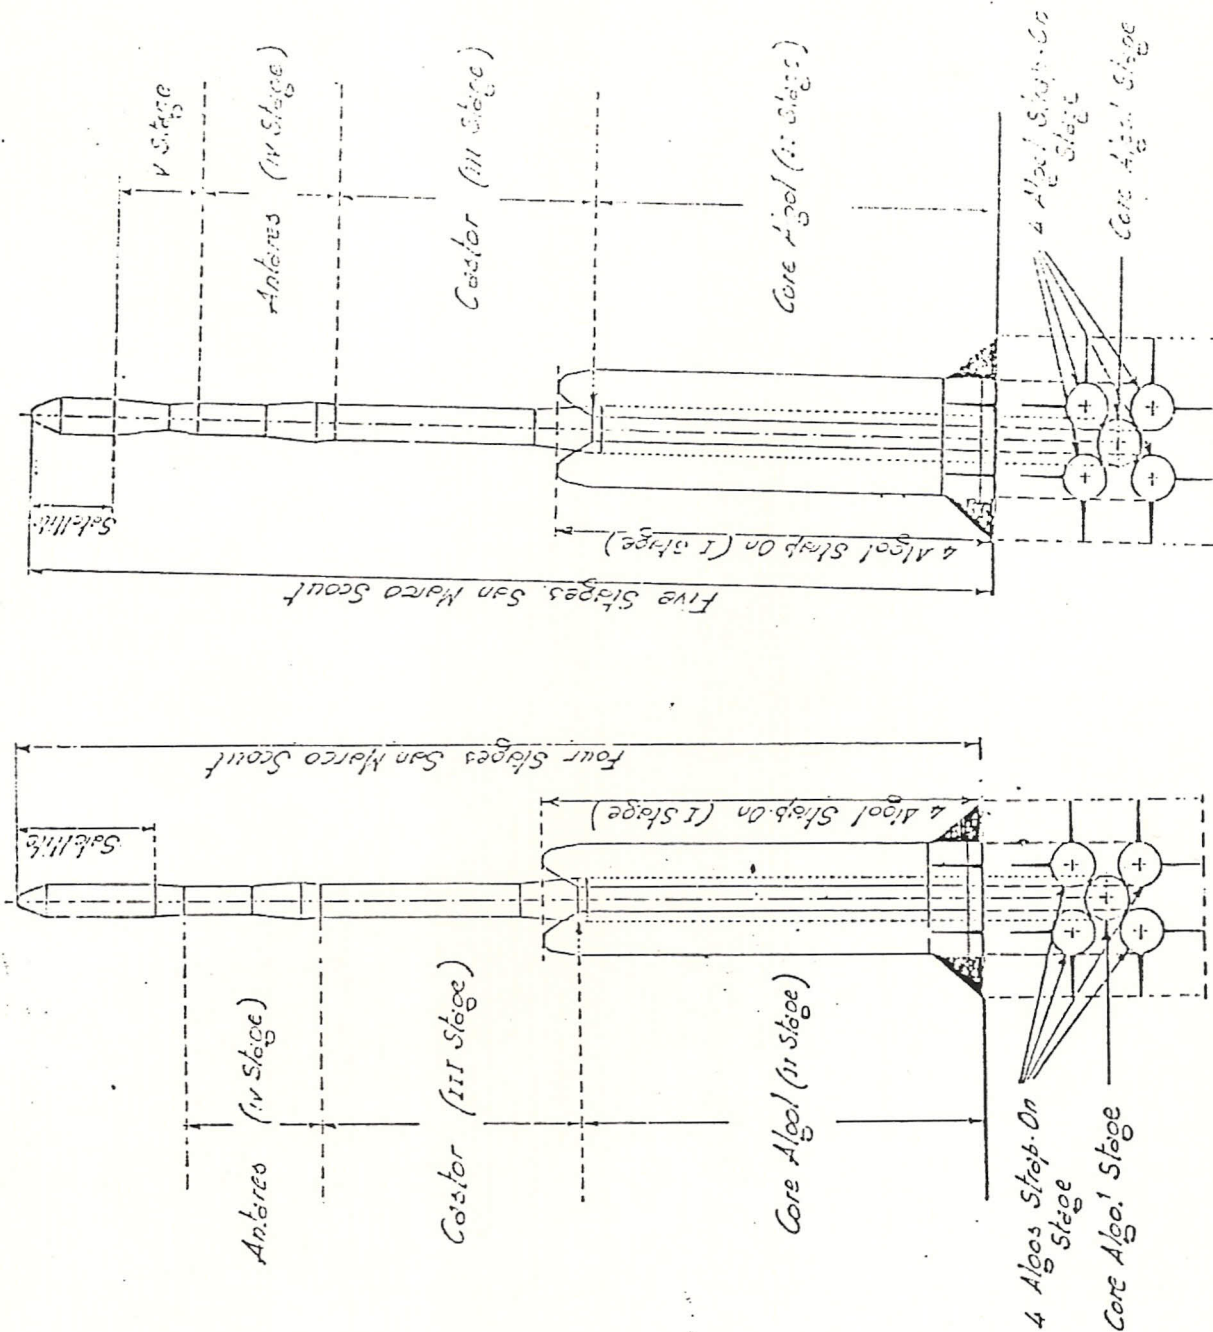 V Stage
Antares (IV Stage)
Castor (III Stage)
Core Algol (II Stage)
4 Algol Strap-On
Stage
Core Algol Stage
Satellite
4 Algol Strap-On (I Stage)
Five Stages San Marco Scout
Four Stages San Marco Scout
Satellite
4 Algol Strap-On (I Stage)
Antares (IV Stage)
Castor (III Stage)
Core Algol (II Stage)
4 Algos Strap-On
Stage
Core Algol Stage